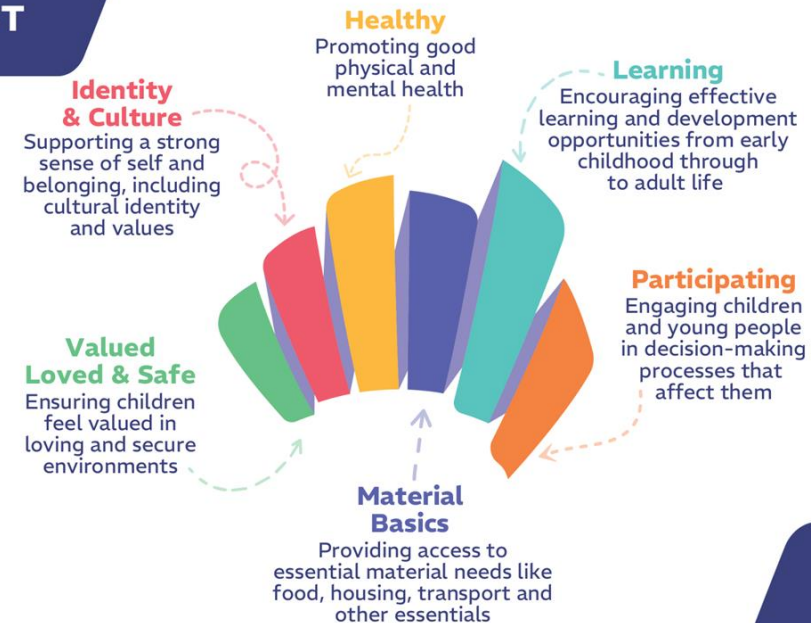 T
Healthy
Promoting good
physical and
mental health
Identity
& Culture
Supporting a strong
sense of self and
belonging, including
cultural identity
and values
Learning
Encouraging effective
learning and development
opportunities from early
childhood through
to adult life
Valued
Loved & Safe
Ensuring children
feel valued in
loving and secure
environments
Participating
Engaging children
and young people
in decision-making
processes that
affect them
Material
Basics
Providing access to
essential material needs like
food, housing, transport and
other essentials